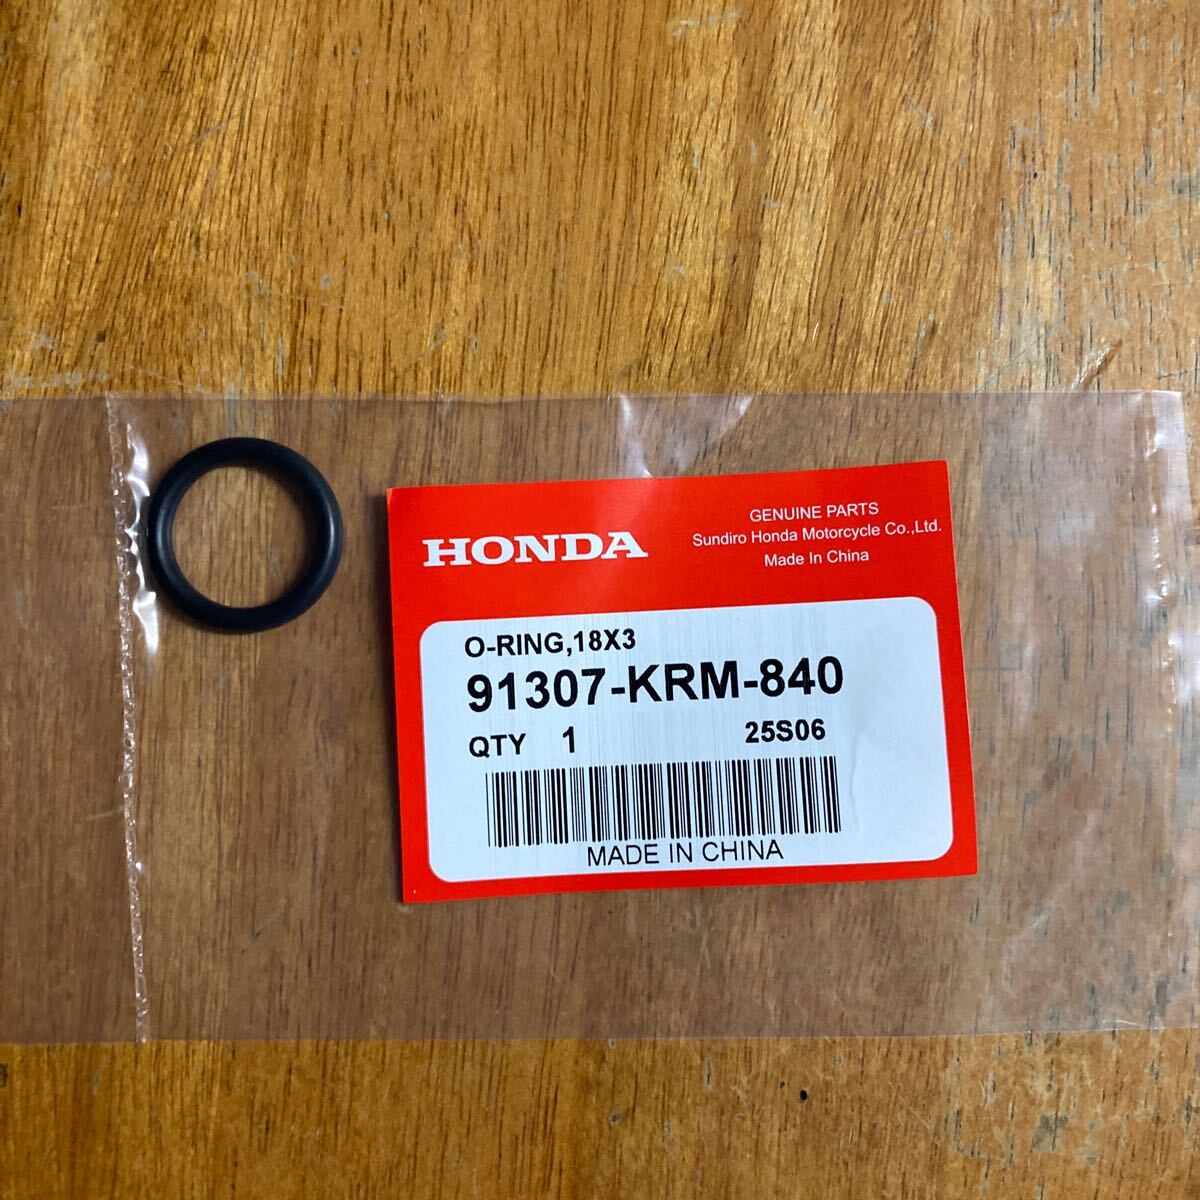 HONDA
GENUINE PARTS
Sundiro Honda Motorcycle Co.,Ltd.
Made In China
O-RING,18X3
91307-KRM-840
QTY 1 25S06
MADE IN CHINA